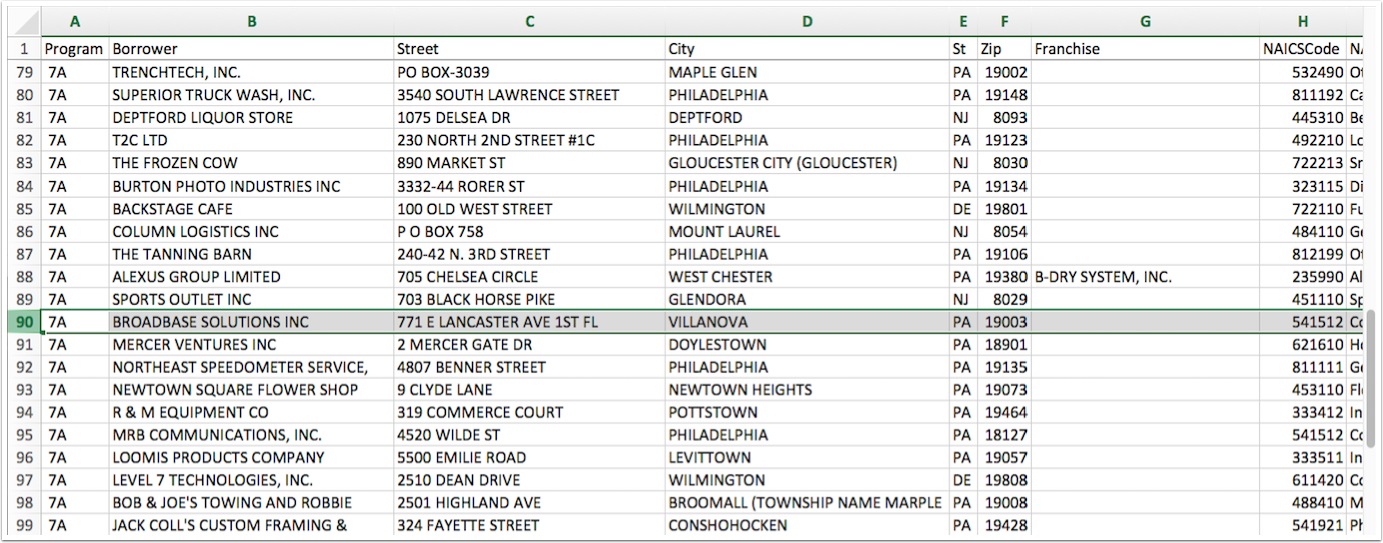 A B C D E F G H
1 Program Borrower Street City St Zip Franchise NAICSCode NA
79 7A TRENCHTECH, INC. PO BOX-3039 MAPLE GLEN PA 19002 532490 Ot
80 7A SUPERIOR TRUCK WASH, INC. 3540 SOUTH LAWRENCE STREET PHILADELPHIA PA 19148 811192 Ca
81 7A DEPTFORD LIQUOR STORE 1075 DELSEA DR DEPTFORD NJ 8093 445310 Be
82 7A T2C LTD 230 NORTH 2ND STREET #1C PHILADELPHIA PA 19123 492210 Lo
83 7A THE FROZEN COW 890 MARKET ST GLOUCESTER CITY (GLOUCESTER) NJ 8030 722213 Sn
84 7A BURTON PHOTO INDUSTRIES INC 3332-44 RORER ST PHILADELPHIA PA 19134 323115 Di
85 7A BACKSTAGE CAFE 100 OLD WEST STREET WILMINGTON DE 19801 722110 Fu
86 7A COLUMN LOGISTICS INC P O BOX 758 MOUNT LAUREL NJ 8054 484110 Ge
87 7A THE TANNING BARN 240-42 N. 3RD STREET PHILADELPHIA PA 19106 812199 Ot
88 7A ALEXUS GROUP LIMITED 705 CHELSEA CIRCLE WEST CHESTER PA 19380 B-DRY SYSTEM, INC. 235990 Al
89 7A SPORTS OUTLET INC 703 BLACK HORSE PIKE GLENDORA NJ 8029 451110 Sp
90 7A BROADBASE SOLUTIONS INC 771 E LANCASTER AVE 1ST FL VILLANOVA PA 19003 541512 Co
91 7A MERCER VENTURES INC 2 MERCER GATE DR DOYLESTOWN PA 18901 621610 Ho
92 7A NORTHEAST SPEEDOMETER SERVICE, 4807 BENNER STREET PHILADELPHIA PA 19135 811111 Ge
93 7A NEWTOWN SQUARE FLOWER SHOP 9 CLYDE LANE NEWTOWN HEIGHTS PA 19073 453110 Fl
94 7A R & M EQUIPMENT CO 319 COMMERCE COURT POTTSTOWN PA 19464 333412 In
95 7A MRB COMMUNICATIONS, INC. 4520 WILDE ST PHILADELPHIA PA 18127 541512 Co
96 7A LOOMIS PRODUCTS COMPANY 5500 EMILIE ROAD LEVITTOWN PA 19057 333511 In
97 7A LEVEL 7 TECHNOLOGIES, INC. 2510 DEAN DRIVE WILMINGTON DE 19808 611420 Co
98 7A BOB & JOE'S TOWING AND ROBBIE 2501 HIGHLAND AVE BROOMALL (TOWNSHIP NAME MARPLE PA 19008 488410 M
99 7A JACK COLL'S CUSTOM FRAMING & 324 FAYETTE STREET CONSHOHOCKEN PA 19428 541921 Ph